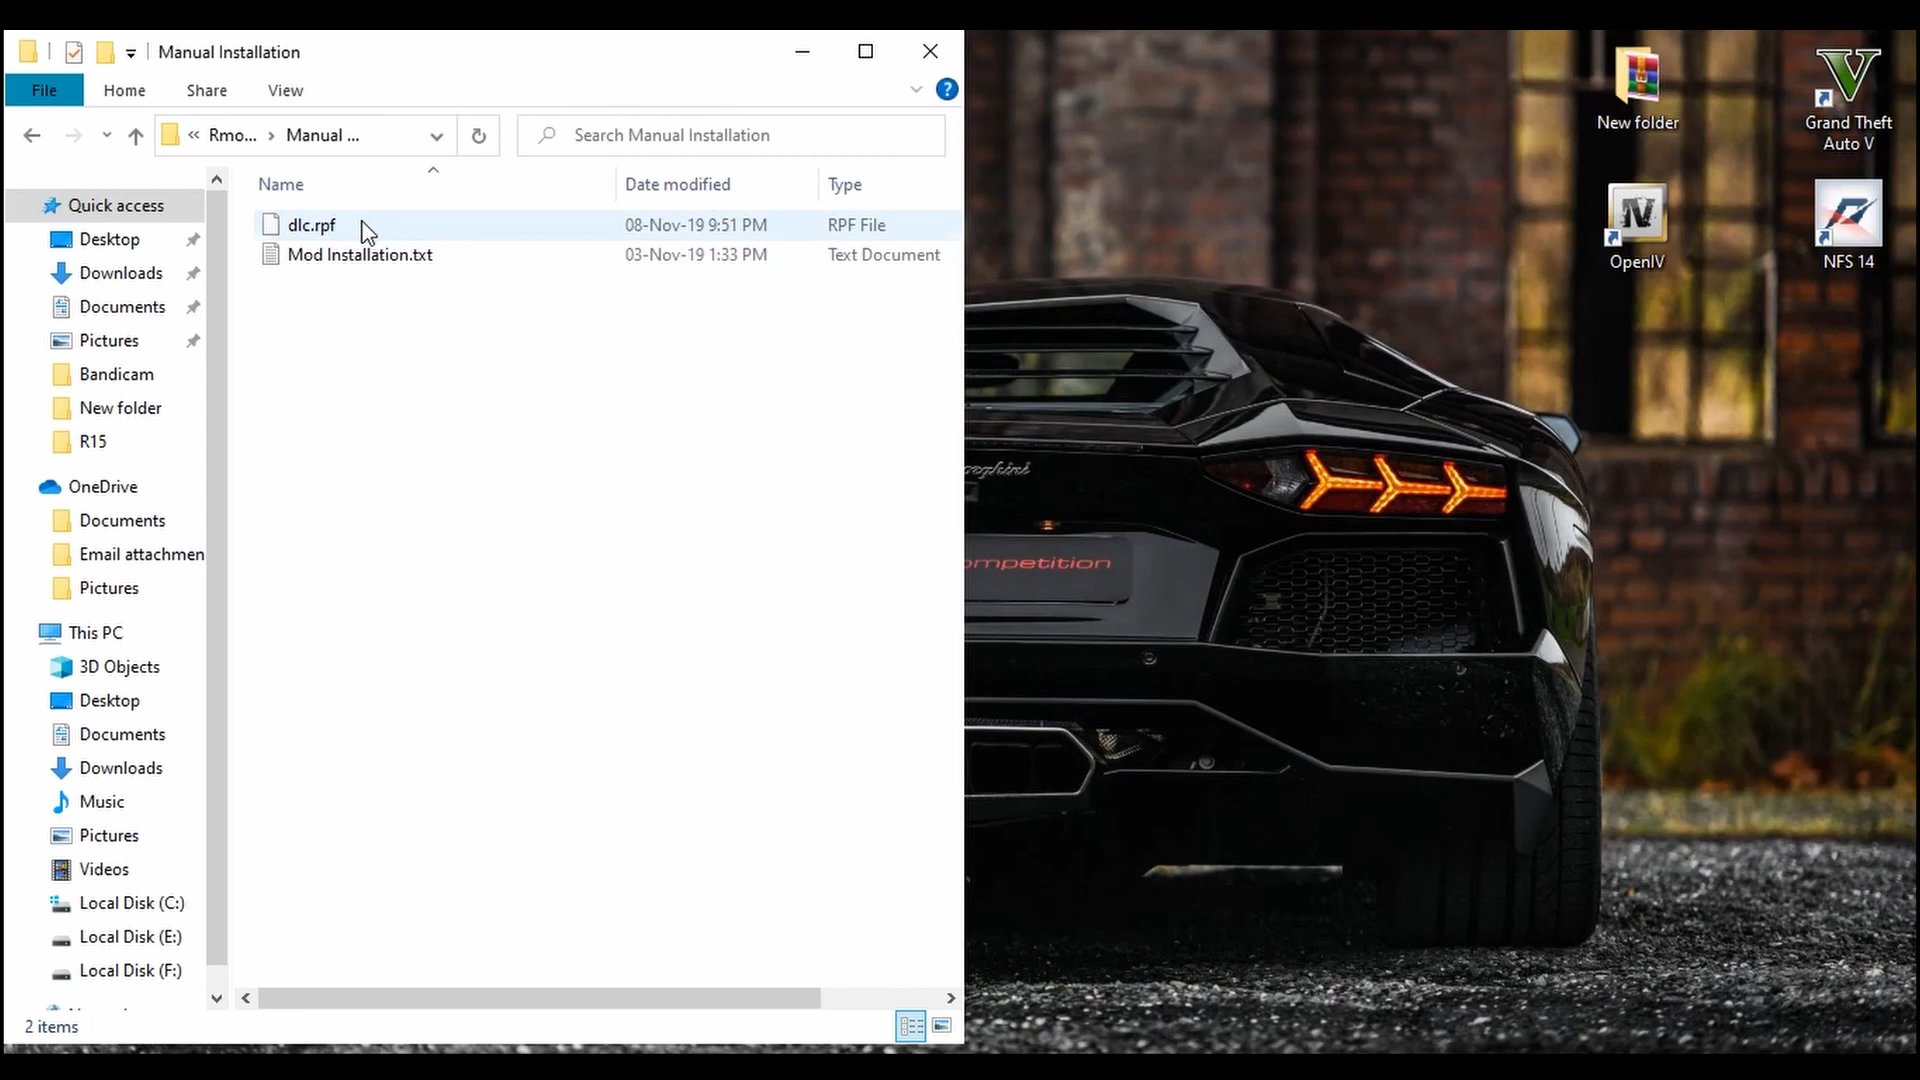 Manual Installation
File
Home
Share
View
?
« Rmo... › Manual ...
Search Manual Installation
Name
Date modified
Type
dlc.rpf
08-Nov-19 9:51 PM
RPF File
Mod Installation.txt
03-Nov-19 1:33 PM
Text Document
Quick access
Desktop
Downloads
Documents
Pictures
Bandicam
New folder
R15
OneDrive
Documents
Email attachmen
Pictures
This PC
3D Objects
Desktop
Documents
Downloads
Music
Pictures
Videos
Local Disk (C:)
Local Disk (E:)
Local Disk (F:)
2 items
New folder
Grand Theft
Auto V
OpenIV
NFS 14
orghini
ompetition